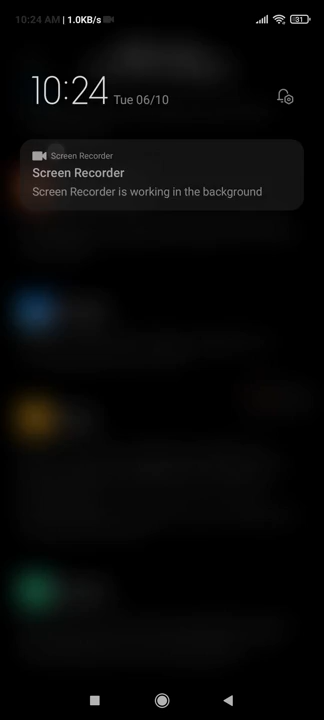 10:24 AM | 1.0KB/s
31
10:24 Tue 06/10
Screen Recorder
Screen Recorder
Screen Recorder is working in the background